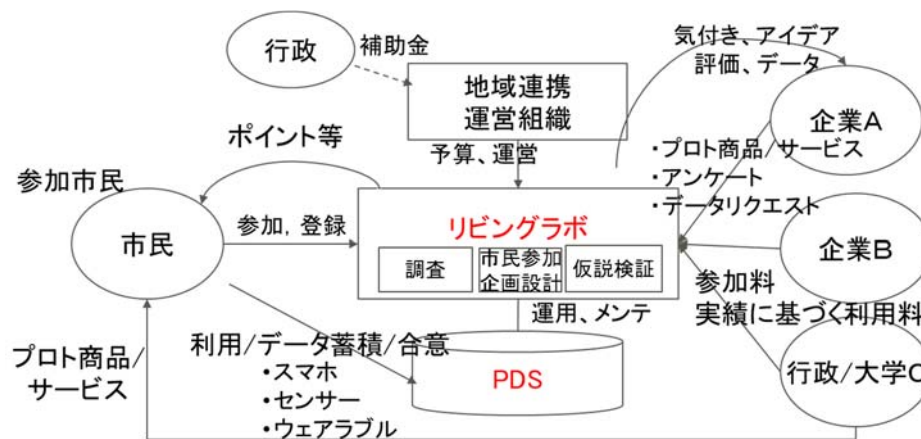 行政
補助金
地域連携
運営組織
気付き、アイデア
評価、データ
企業A
ポイント等
予算、運営
・プロト商品/サービス
・アンケート
・データリクエスト
参加市民
市民
参加, 登録
リビングラボ
調査
市民参加
企画設計
仮説検証
企業B
参加料
実績に基づく利用料
運用、メンテ
プロト商品/
サービス
利用/データ蓄積/合意
・スマホ
・センサー
・ウェアラブル
PDS
行政/大学C